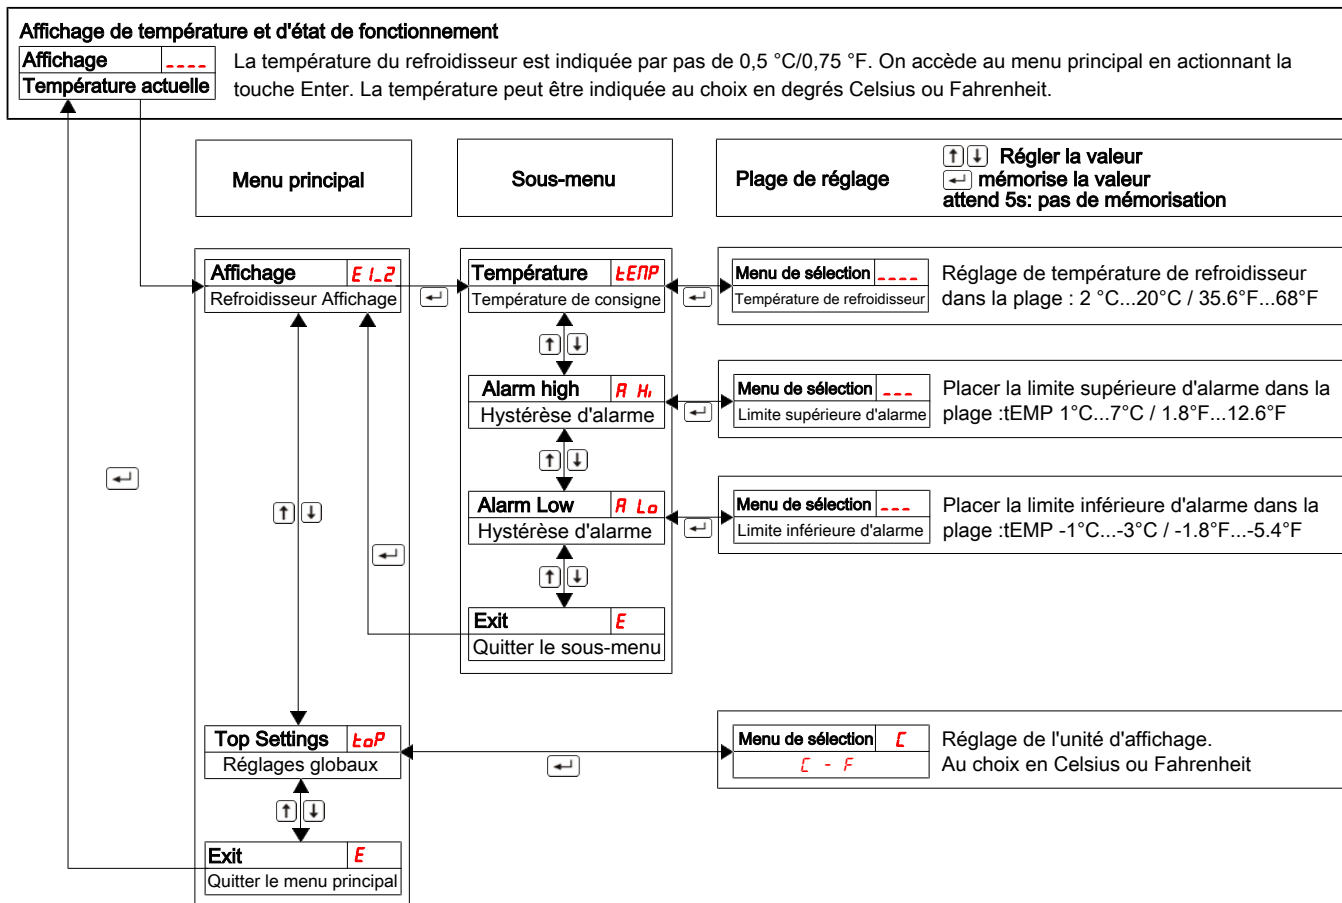 Affichage de température et d'état de fonctionnement
Affichage ----
Température actuelle
La température du refroidisseur est indiquée par pas de 0,5 °C/0,75 °F. On accède au menu principal en actionnant la
touche Enter. La température peut être indiquée au choix en degrés Celsius ou Fahrenheit.
Menu principal
Sous-menu
Plage de réglage
↑ ↓ Régler la valeur
↵ mémorise la valeur
attend 5s: pas de mémorisation
Affichage E1_2
Refroidisseur Affichage
↵
Température tEMP
Température de consigne
↵
Menu de sélection ----
Température de refroidisseur
Réglage de température de refroidisseur
dans la plage : 2 °C...20°C / 35.6°F...68°F
↑ ↓
Alarm high A Hi
Hystérèse d'alarme
↵
Menu de sélection ---
Limite supérieure d'alarme
Placer la limite supérieure d'alarme dans la
plage :tEMP 1°C...7°C / 1.8°F...12.6°F
↑ ↓
↵
↑ ↓
Alarm Low A Lo
Hystérèse d'alarme
↵
Menu de sélection ---
Limite inférieure d'alarme
Placer la limite inférieure d'alarme dans la
plage :tEMP -1°C...-3°C / -1.8°F...-5.4°F
↵
↑ ↓
Exit E
Quitter le sous-menu
Top Settings toP
Réglages globaux
↵
Menu de sélection C
C - F
Réglage de l'unité d'affichage.
Au choix en Celsius ou Fahrenheit
↑ ↓
Exit E
Quitter le menu principal